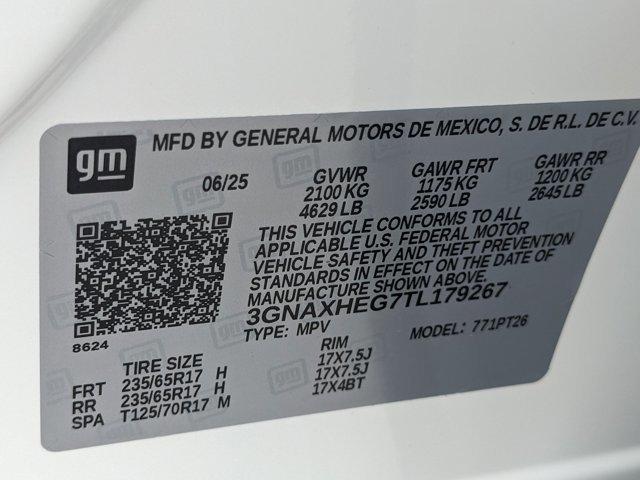 gm
MFD BY GENERAL MOTORS DE MEXICO, S. DE R.L. DE C.V.
06/25 GVWR GAWR FRT GAWR RR
2100 KG 1175 KG 1200 KG
4629 LB 2590 LB 2645 LB
THIS VEHICLE CONFORMS TO ALL
APPLICABLE U.S. FEDERAL MOTOR
VEHICLE SAFETY AND THEFT PREVENTION
STANDARDS IN EFFECT ON THE DATE OF
MANUFACTURE SHOWN ABOVE.
3GNAXHEG7TL179267
TYPE: MPV MODEL: 771PT26
8624
TIRE SIZE RIM
FRT 235/65R17 H 17X7.5J
RR 235/65R17 H 17X7.5J
SPA T125/70R17 M 17X4BT